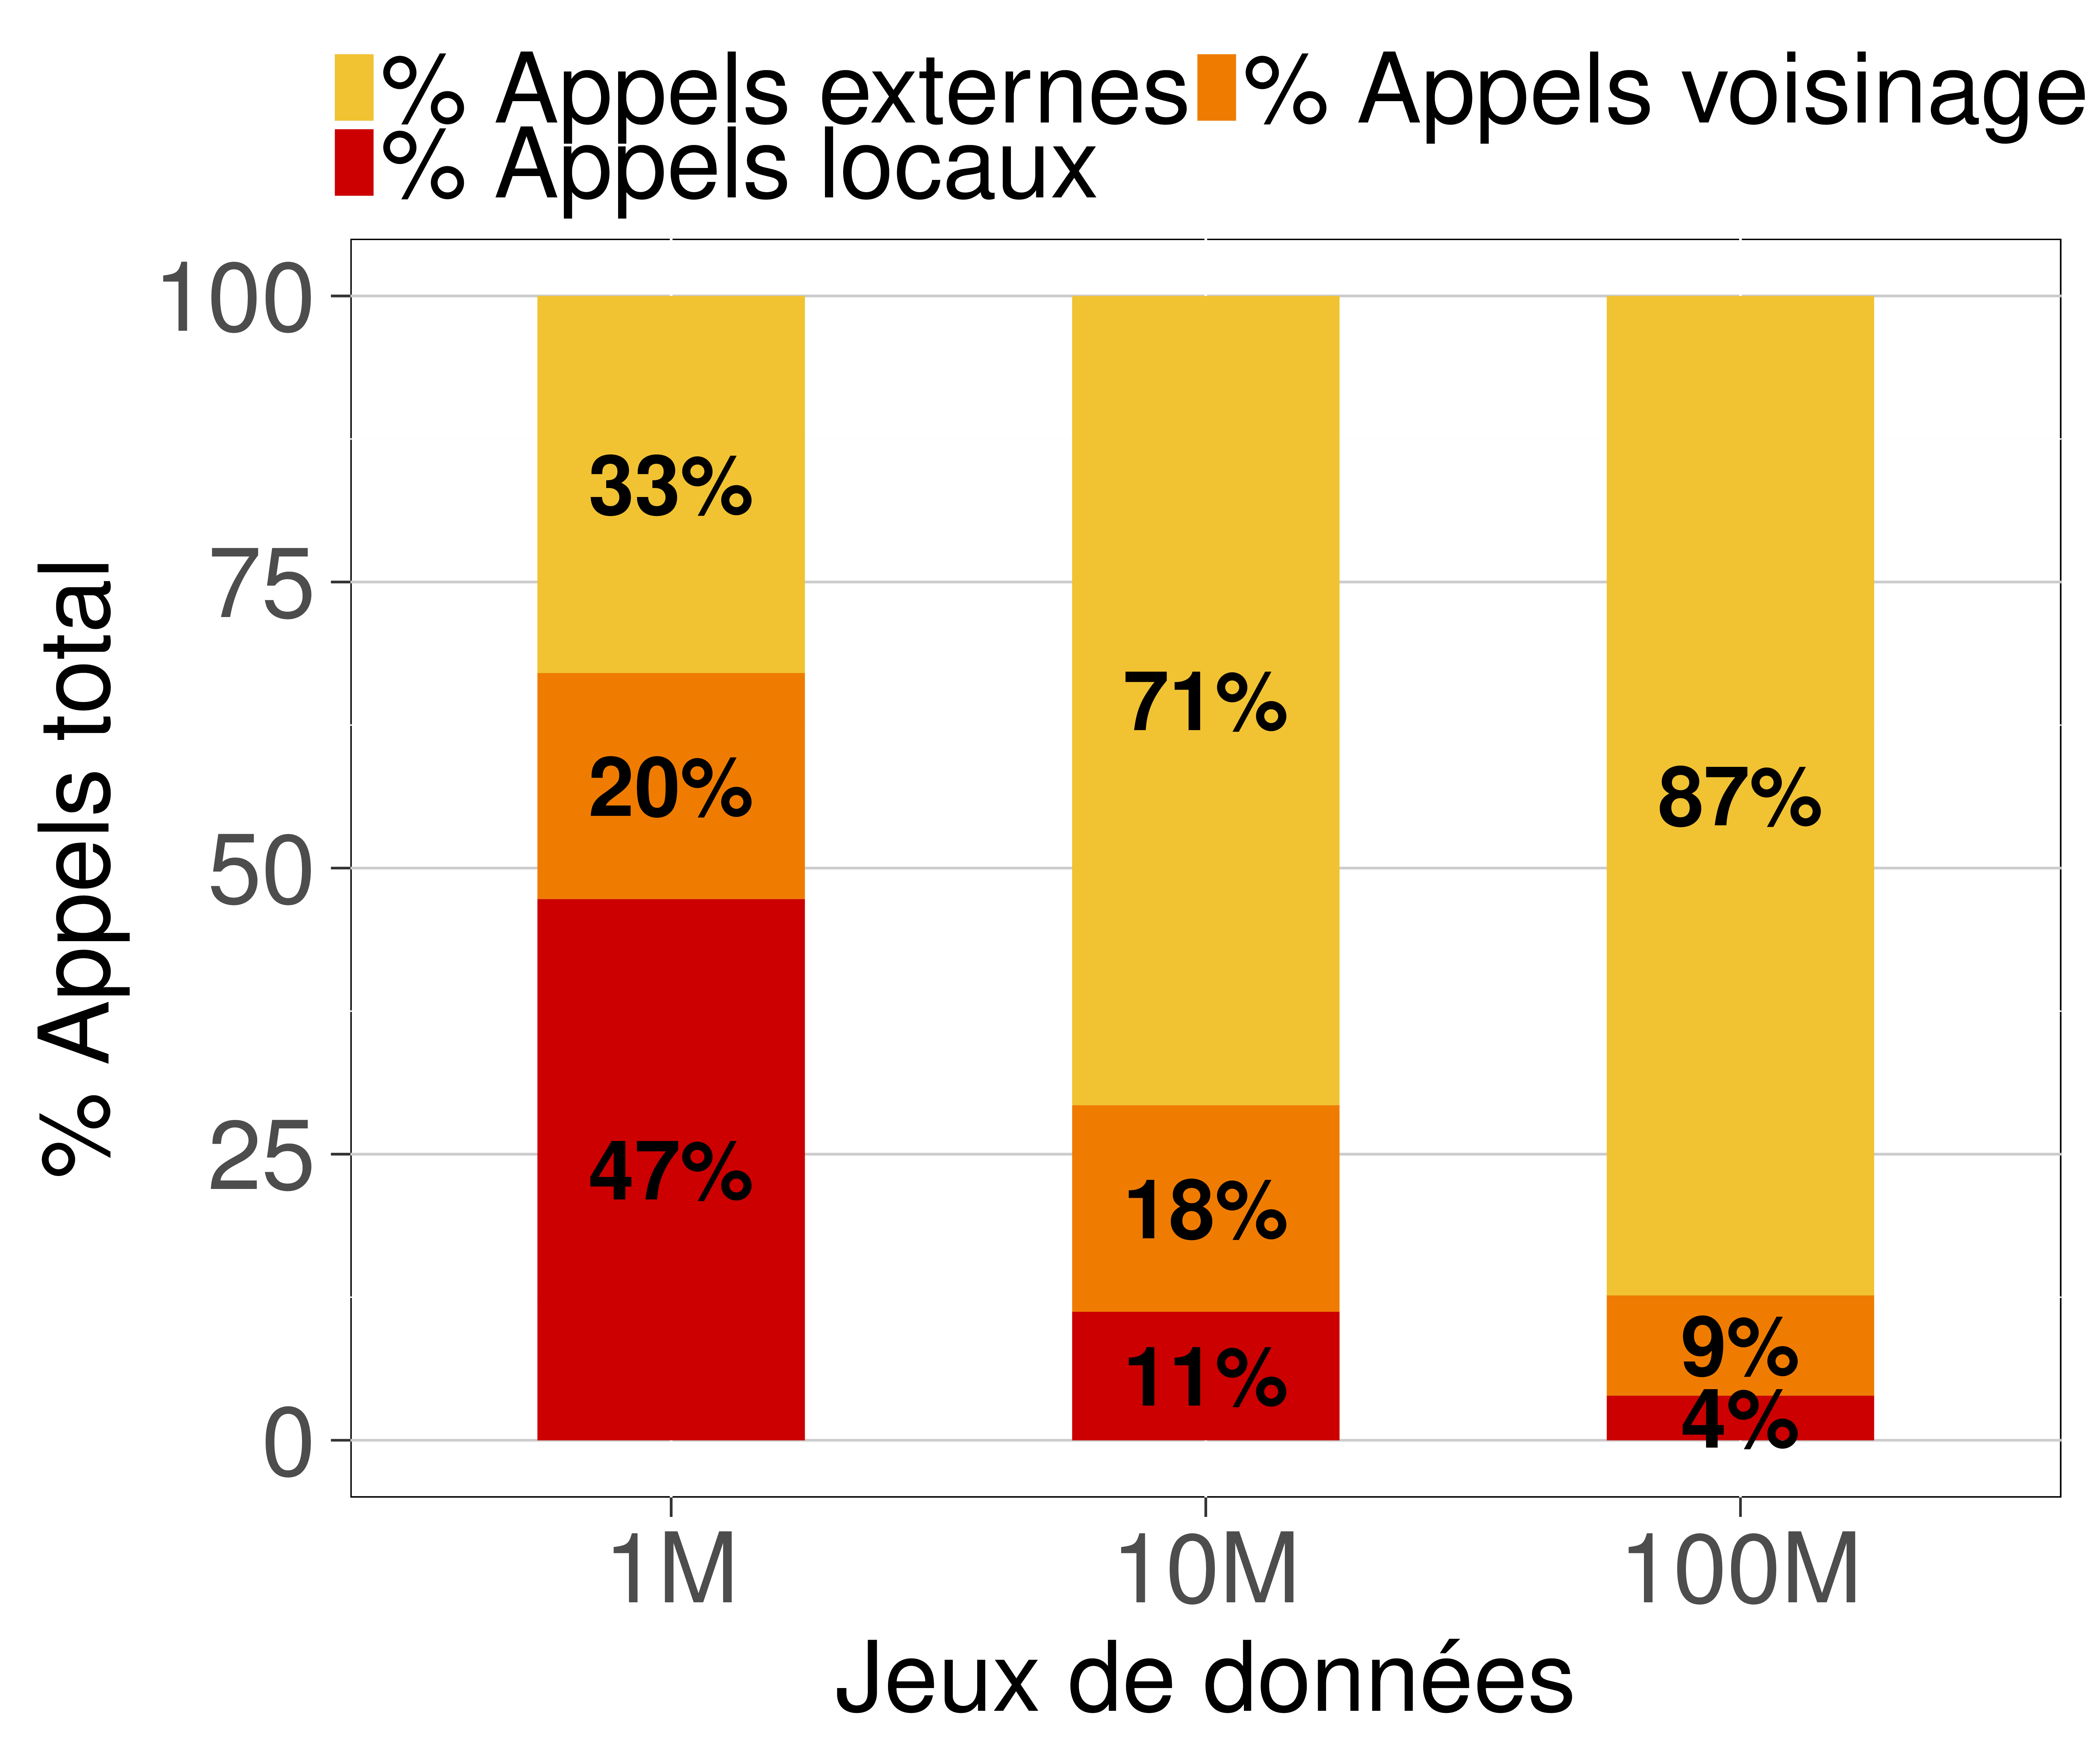 % Appels externes % Appels voisinage
% Appels locaux
% Appels total
100
75
50
25
0
33%
20%
47%
71%
18%
11%
87%
9%
4%
1M 10M 100M
Jeux de données